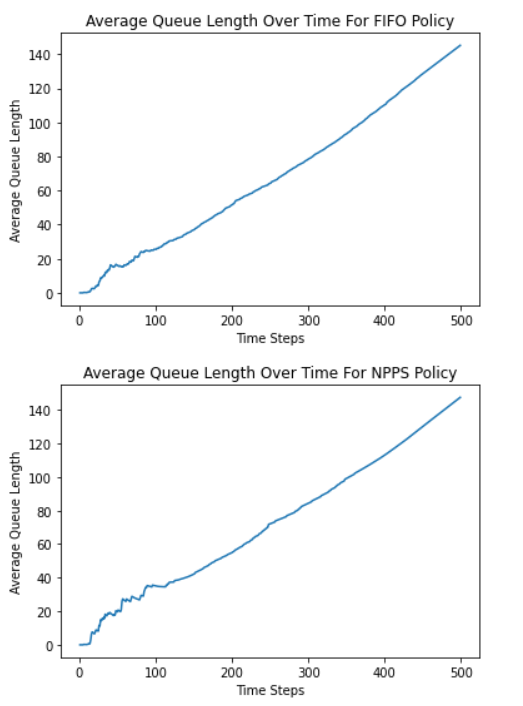 Average Queue Length Over Time For FIFO Policy
140
120
100
80
60
40
20
0
Average Queue Length
0 100 200 300 400 500
Time Steps
Average Queue Length Over Time For NPPS Policy
140
120
100
80
60
40
20
0
Average Queue Length
0 100 200 300 400 500
Time Steps